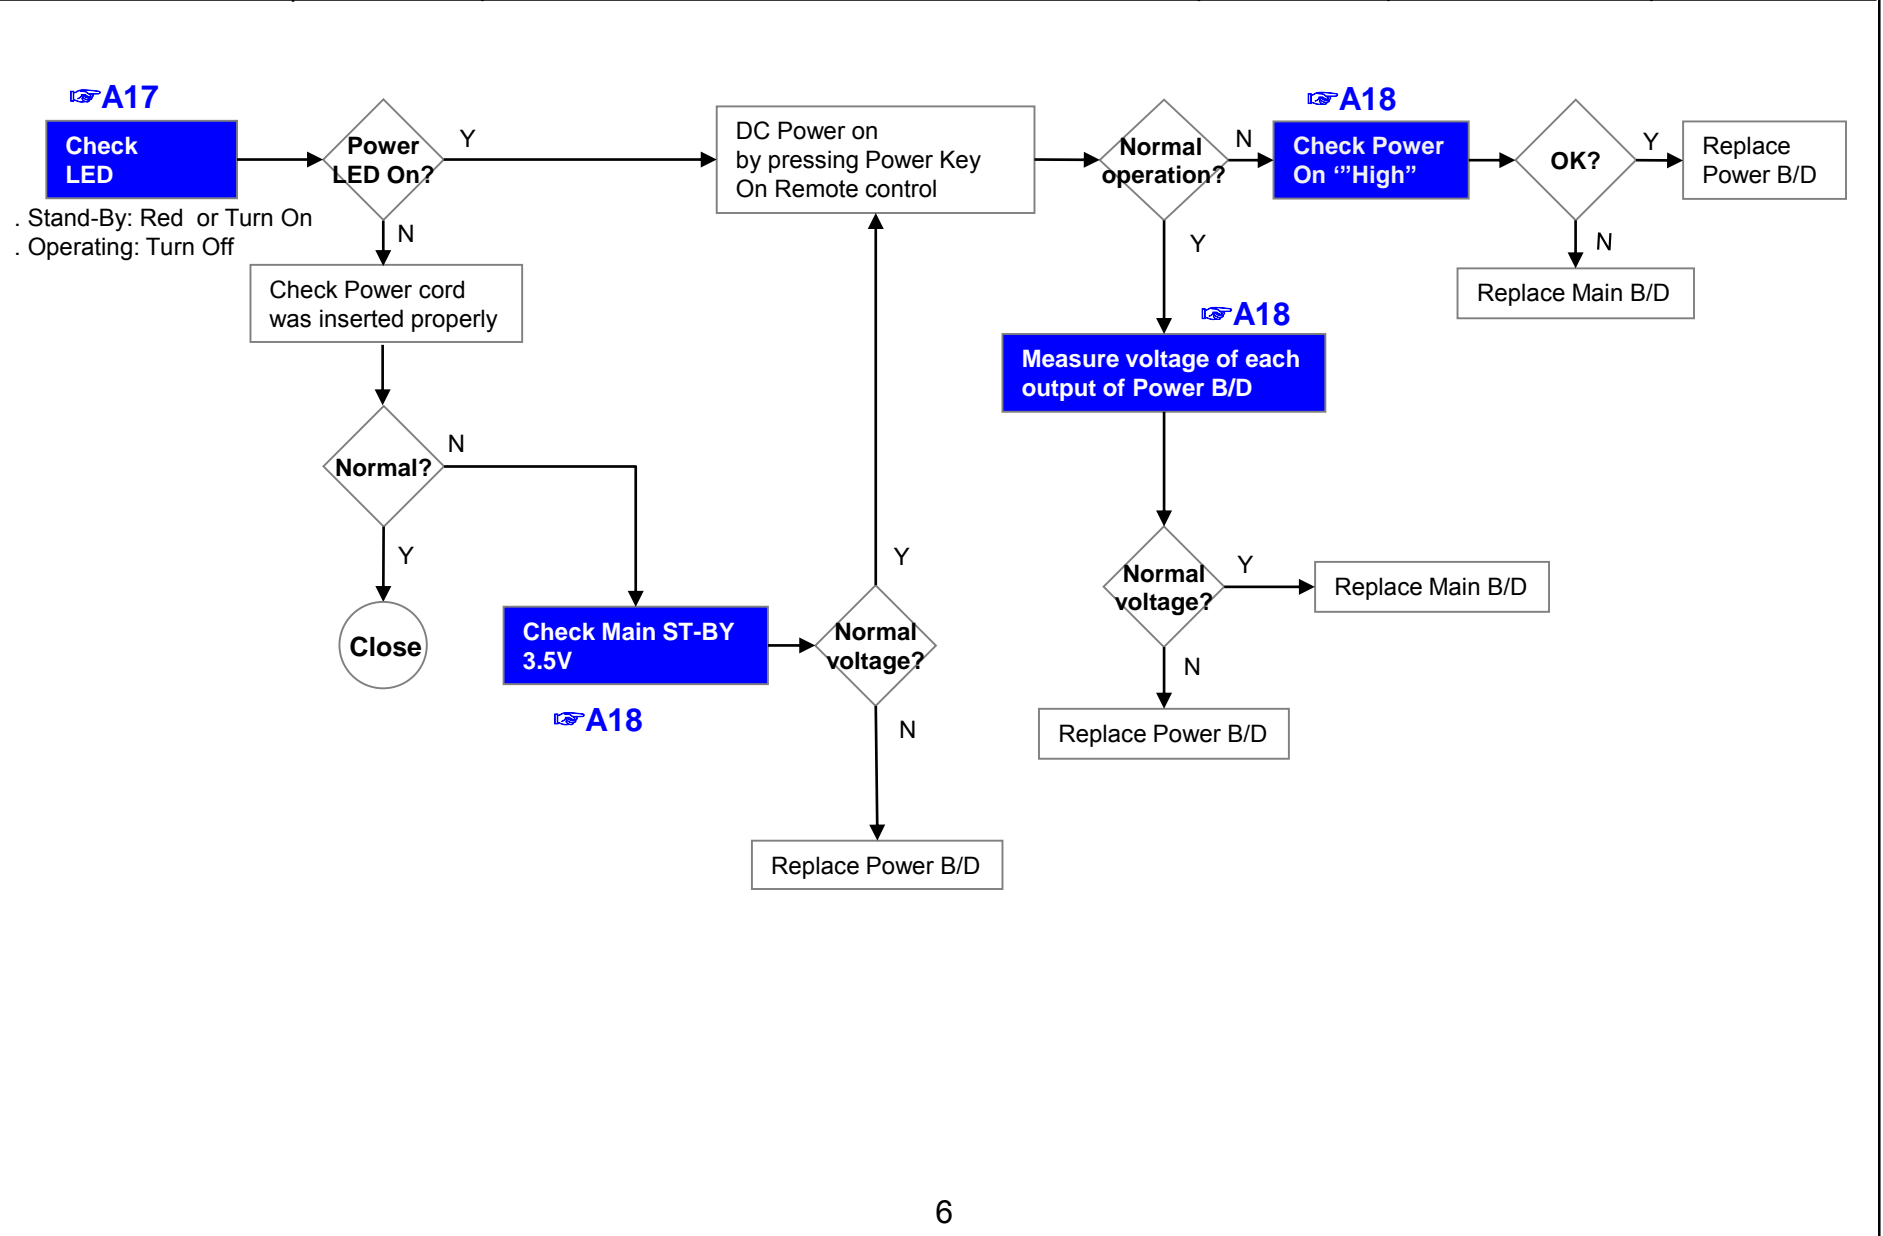 ☞A17
Check
LED
. Stand-By: Red or Turn On
. Operating: Turn Off
Power
LED On?
Y
N
Check Power cord
was inserted properly
Normal?
N
Y
Close
Check Main ST-BY
3.5V
☞A18
Normal
voltage?
Y
N
Replace Power B/D
DC Power on
by pressing Power Key
On Remote control
Normal
operation?
N
Y
☞A18
Check Power
On ‘”High”
OK?
Y
Replace
Power B/D
N
Replace Main B/D
☞A18
Measure voltage of each
output of Power B/D
Normal
voltage?
Y
Replace Main B/D
N
Replace Power B/D
6